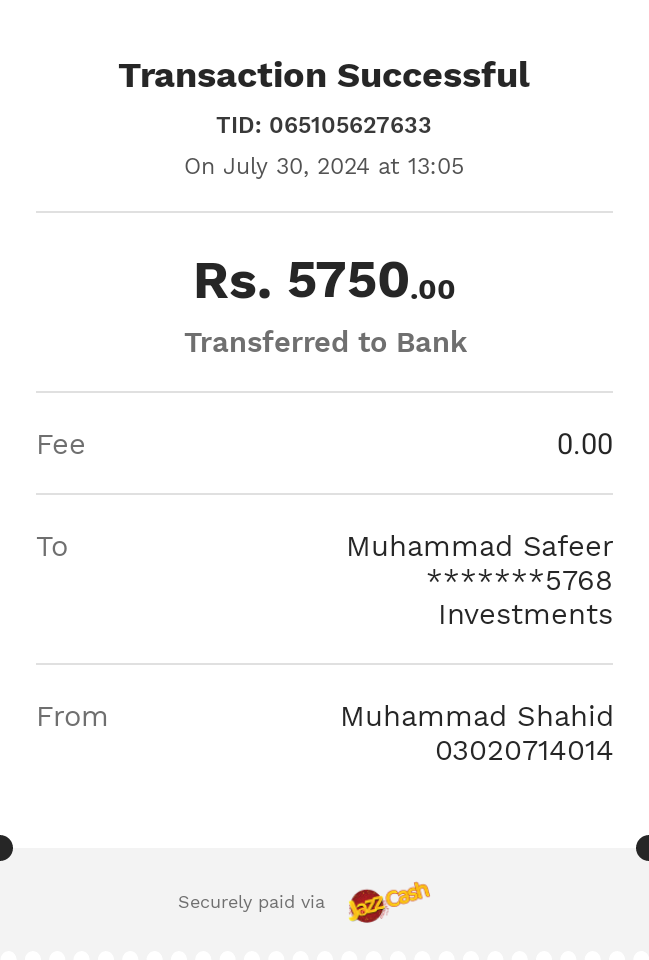 Transaction Successful
TID: 065105627633
On July 30, 2024 at 13:05
Rs. 5750.00
Transferred to Bank
Fee 0.00
To Muhammad Safeer
*******5768
Investments
From Muhammad Shahid
03020714014
Securely paid via JazzCash